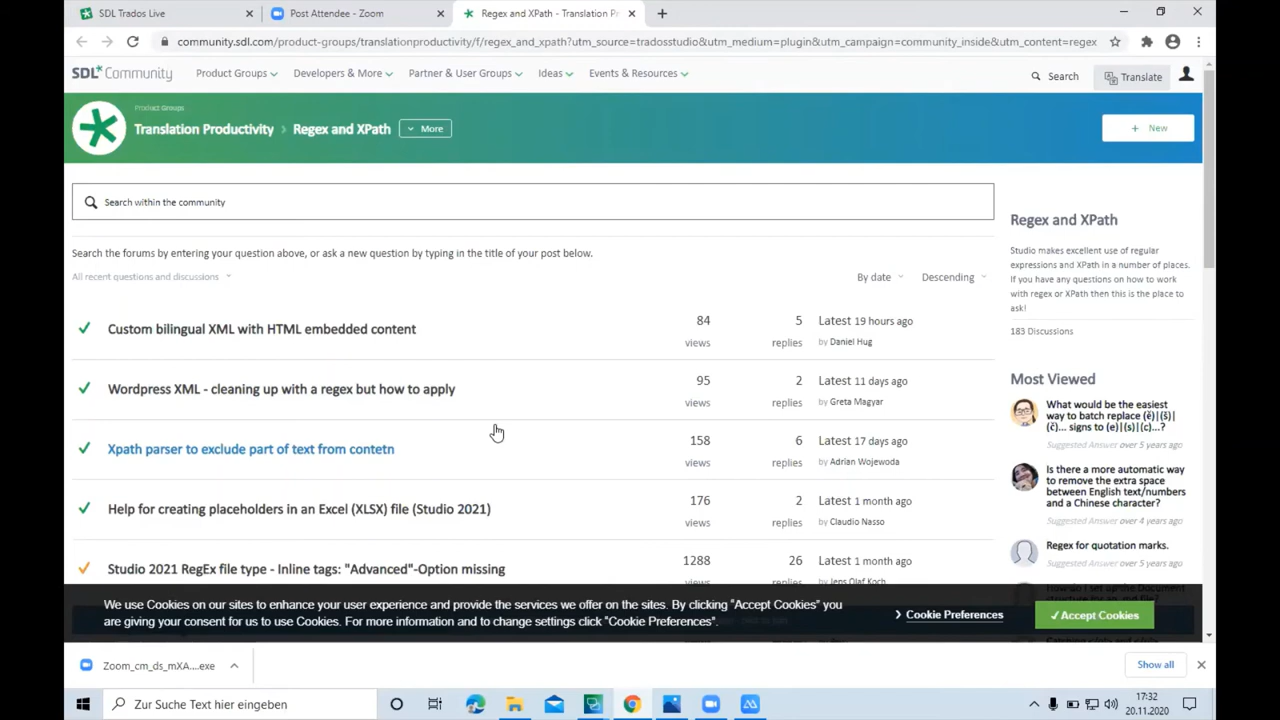 SDL Trados Live
Post Attendee - Zoom
Regex and XPath - Translation Pr
community.sdl.com/product-groups/translationproductivity/f/regex_and_xpath?utm_source=tradosstudio&utm_medium=plugin&utm_campaign=community_inside&utm_content=regex
SDL* Community
Product Groups
Developers & More
Partner & User Groups
Ideas
Events & Resources
Search
Translate
Product Groups
Translation Productivity
Regex and XPath
More
+ New
Search within the community
Search the forums by entering your question above, or ask a new question by typing in the title of your post below.
All recent questions and discussions
By date
Descending
Custom bilingual XML with HTML embedded content
84
views
5
replies
Latest 19 hours ago
by Daniel Hug
Wordpress XML - cleaning up with a regex but how to apply
95
views
2
replies
Latest 11 days ago
by Greta Magyar
Xpath parser to exclude part of text from contetn
158
views
6
replies
Latest 17 days ago
by Adrian Wojewoda
Help for creating placeholders in an Excel (XLSX) file (Studio 2021)
176
views
2
replies
Latest 1 month ago
by Claudio Nasso
Studio 2021 RegEx file type - Inline tags: "Advanced"-Option missing
1288
views
26
replies
Latest 1 month ago
by Jens Olaf Koch
Regex and XPath
Studio makes excellent use of regular
expressions and XPath in a number of places.
If you have any questions on how to work
with regex or XPath then this is the place to
ask!
183 Discussions
Most Viewed
What would be the easiest
way to batch replace (ě)|(š)|
(č)... signs to (e)|(s)|(c)...?
Suggested Answer over 5 years ago
Is there a more automatic way
to remove the extra space
between English text/numbers
and a Chinese character?
Suggested Answer over 4 years ago
Regex for quotation marks.
Suggested Answer over 5 years ago
We use Cookies on our sites to enhance your user experience and provide the services we offer on the sites. By clicking "Accept Cookies" you
are giving your consent for us to use Cookies. For more information and to change settings click "Cookie Preferences".
Cookie Preferences
✓Accept Cookies
Zoom_cm_ds_mXA....exe
Show all
Zur Suche Text hier eingeben
17:32
20.11.2020